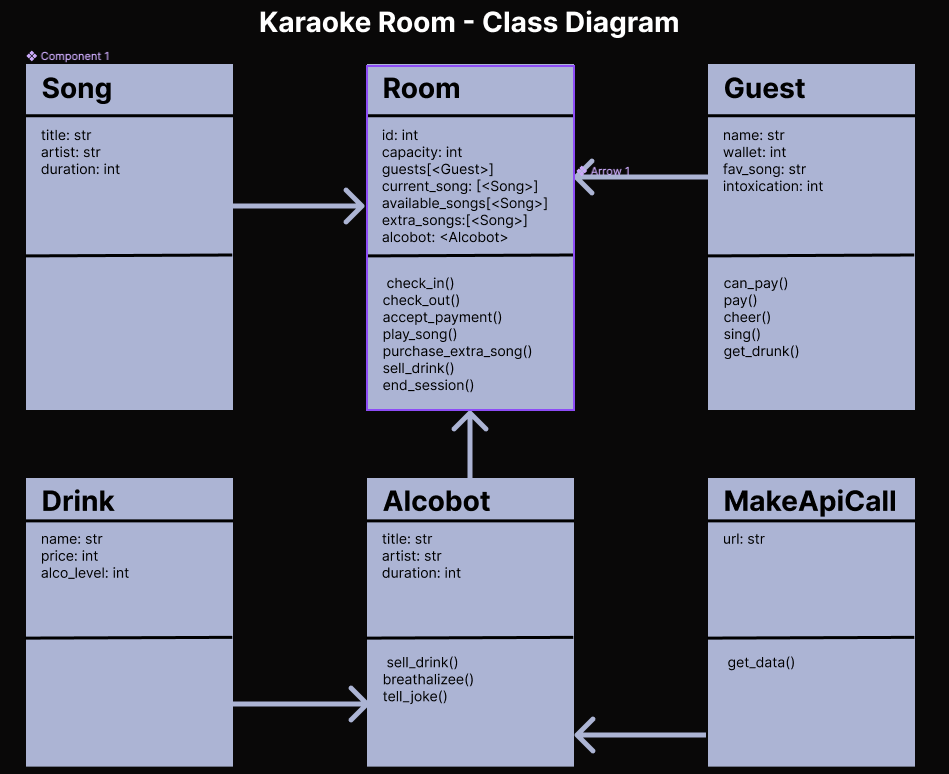 Karaoke Room - Class Diagram
Component 1
Song
title: str
artist: str
duration: int
Room
id: int
capacity: int
guests[<Guest>]
current_song: [<Song>]
available_songs[<Song>]
extra_songs:[<Song>]
alcobot: <Alcobot>
check_in()
check_out()
accept_payment()
play_song()
purchase_extra_song()
sell_drink()
end_session()
Arrow 1
Guest
name: str
wallet: int
fav_song: str
intoxication: int
can_pay()
pay()
cheer()
sing()
get_drunk()
Drink
name: str
price: int
alco_level: int
Alcobot
title: str
artist: str
duration: int
sell_drink()
breathalizee()
tell_joke()
MakeApiCall
url: str
get_data()